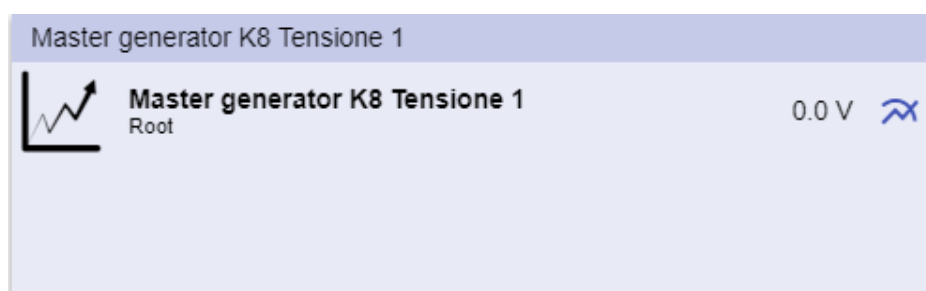 Master generator K8 Tensione 1
Master generator K8 Tensione 1
Root
0.0 V